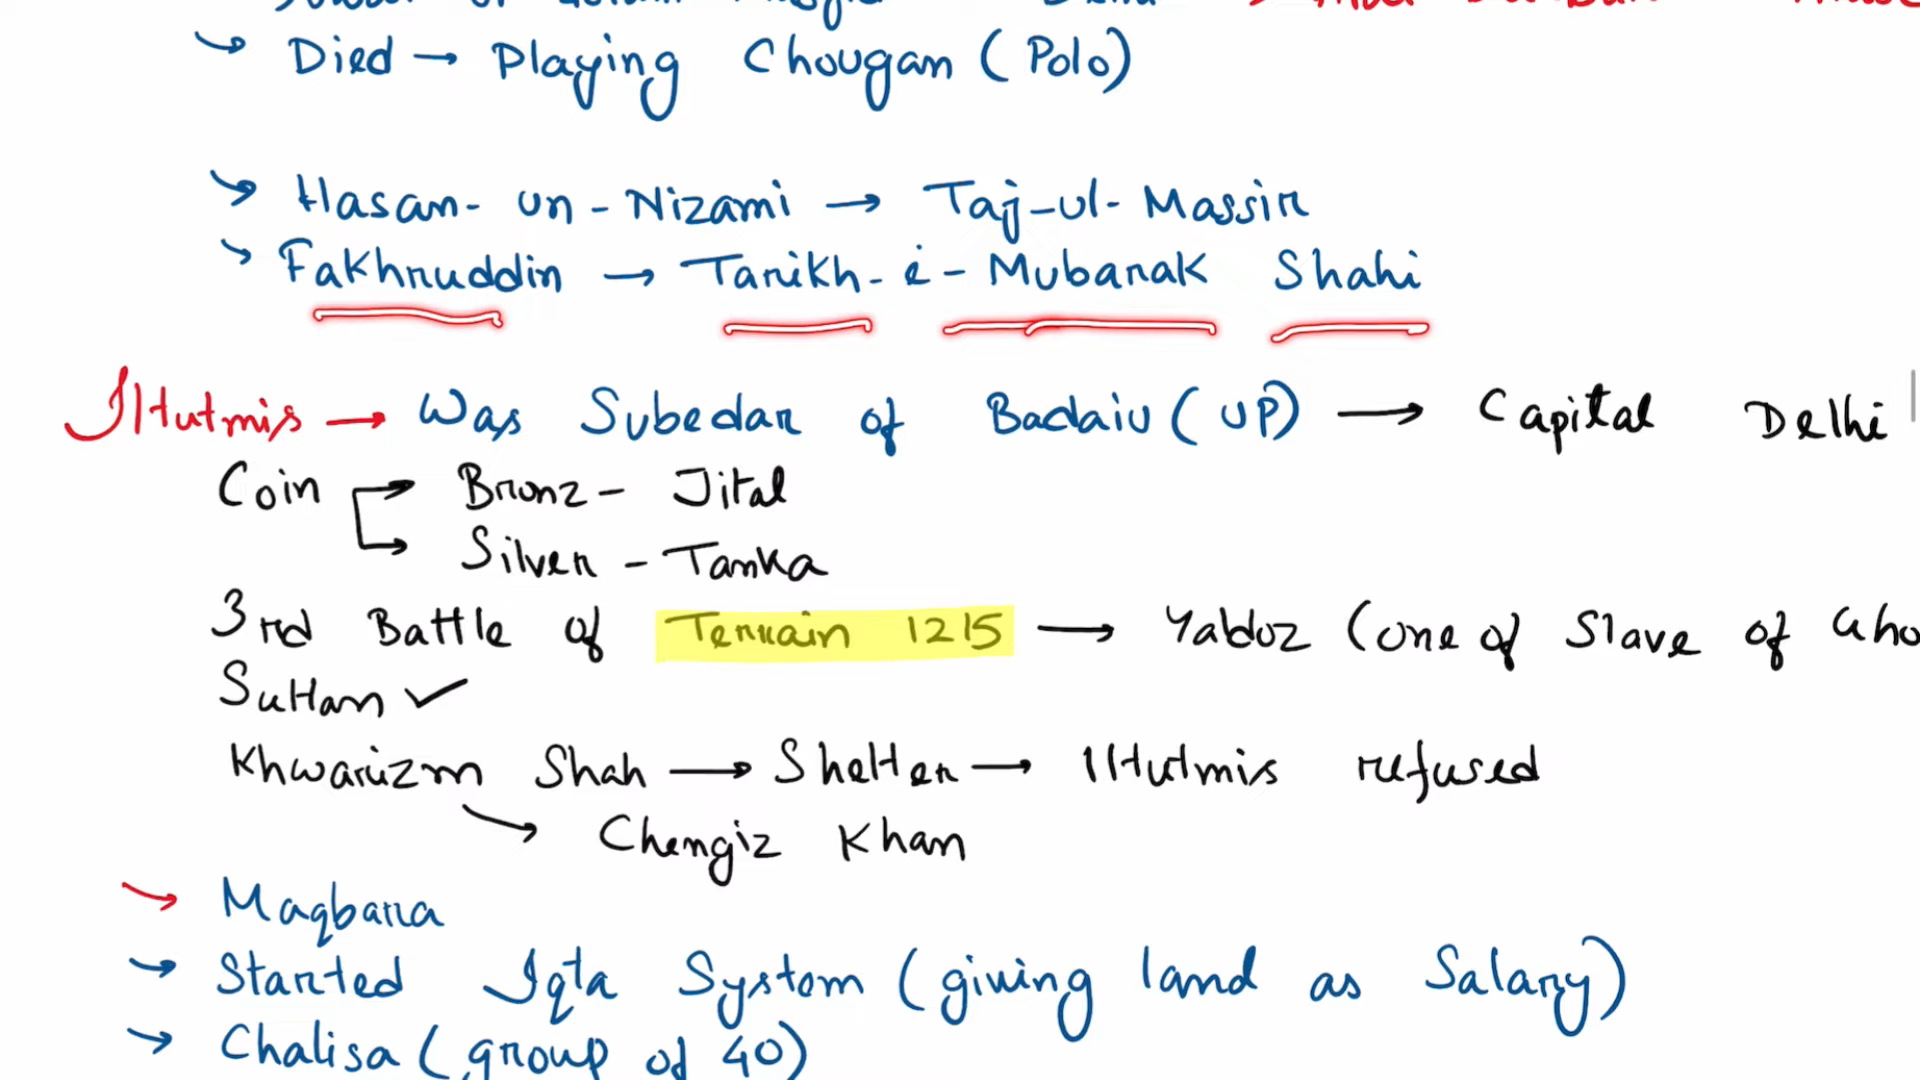 ↘ Died → Playing Chougan (Polo)
↘ Hasan-un-Nizami → Taj-ul-Massir
↘ Fakhruddin → Tarikh-i-Mubarak Shahi
Iltutmis → Was Subedar of Badaiu (UP) → Capital Delhi
Coin → Bronz - Jital
→ Silver - Tanka
3rd Battle of Terrain 1215 → Yaldoz (one of Slave of Gho
Sultan ✓
Khwarizm Shah → Shelter → Iltutmis refused
↘ Chengiz Khan
→ Maqbara
→ Started Iqta System (giving land as Salary)
→ Chalisa (group of 40)